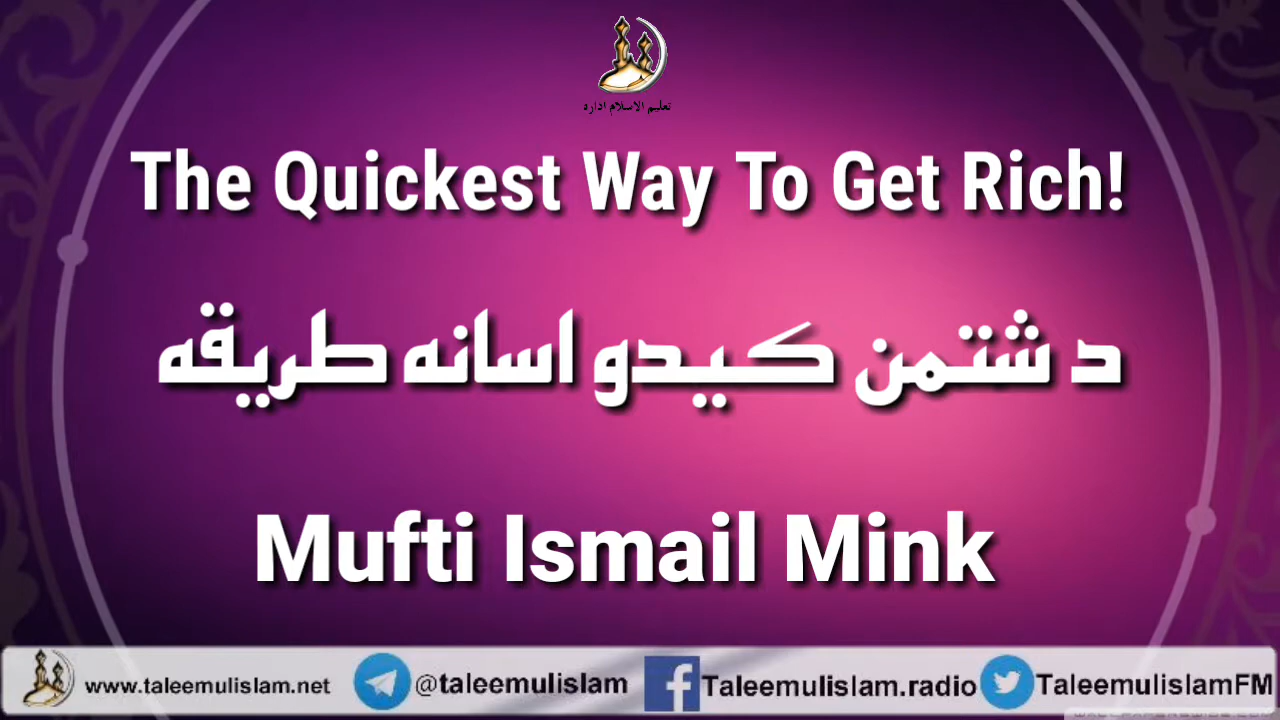 تعلیم الاسلام اداره
The Quickest Way To Get Rich!
د شتمن کیدو اسانه طریقه
Mufti Ismail Mink
www.taleemulislam.net @taleemulislam Taleemulislam.radio TaleemulislamFM